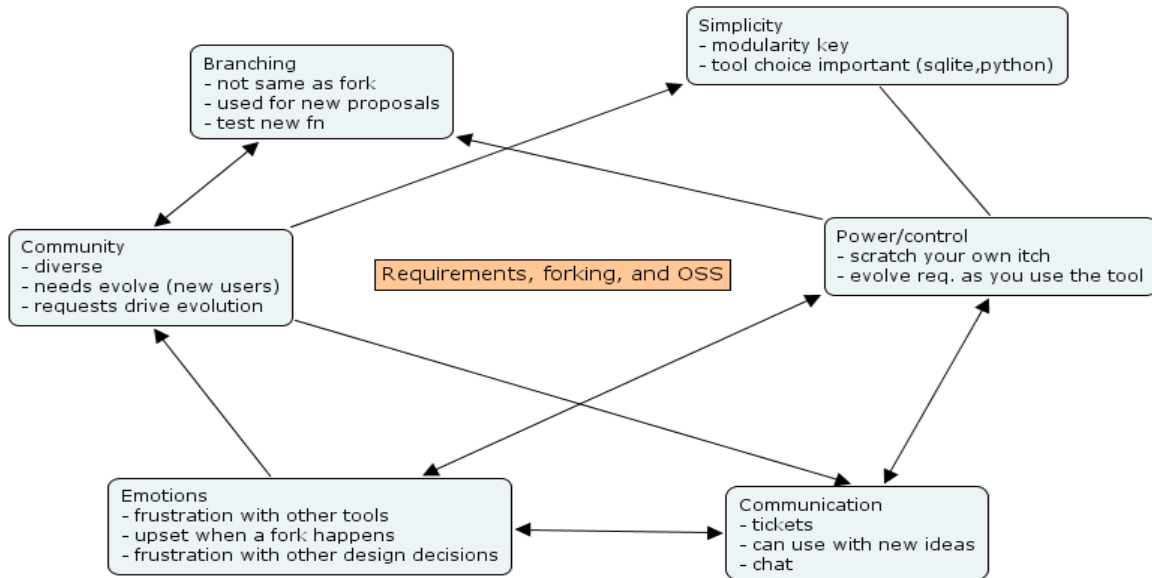 Simplicity
- modularity key
- tool choice important (sqlite,python)
Branching
- not same as fork
- used for new proposals
- test new fn
Community
- diverse
- needs evolve (new users)
- requests drive evolution
Requirements, forking, and OSS
Power/control
- scratch your own itch
- evolve req. as you use the tool
Emotions
- frustration with other tools
- upset when a fork happens
- frustration with other design decisions
Communication
- tickets
- can use with new ideas
- chat